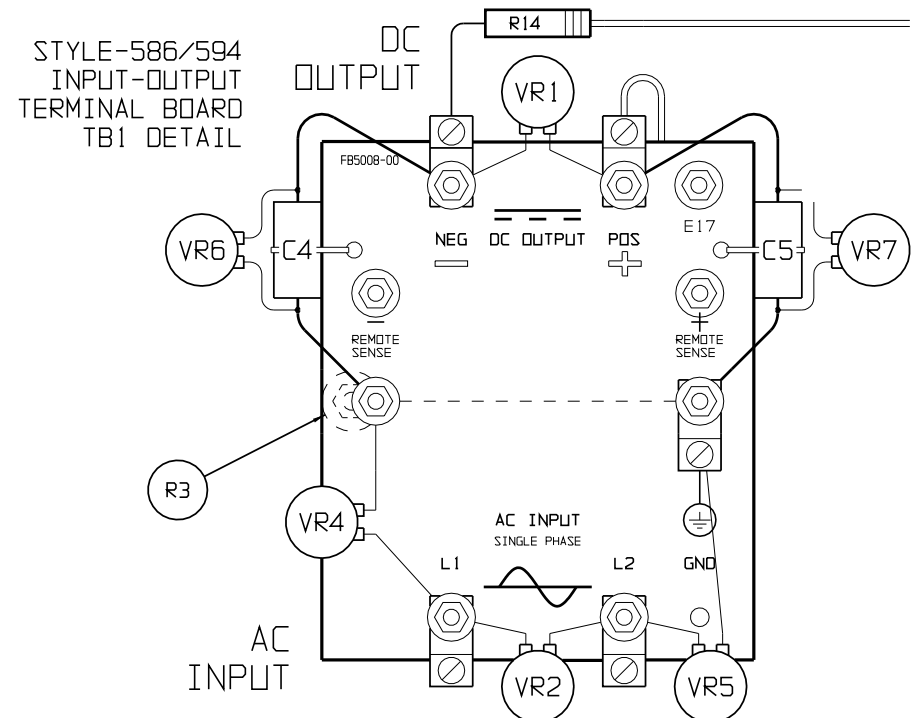 R14
STYLE-586/594
INPUT-OUTPUT
TERMINAL BOARD
TB1 DETAIL
DC
OUTPUT
VR1
FB5008-00
E17
NEG
DC OUTPUT
POS
VR6
C4
C5
VR7
REMOTE
SENSE
REMOTE
SENSE
R3
VR4
AC INPUT
SINGLE PHASE
L1
L2
GND
AC
INPUT
VR2
VR5